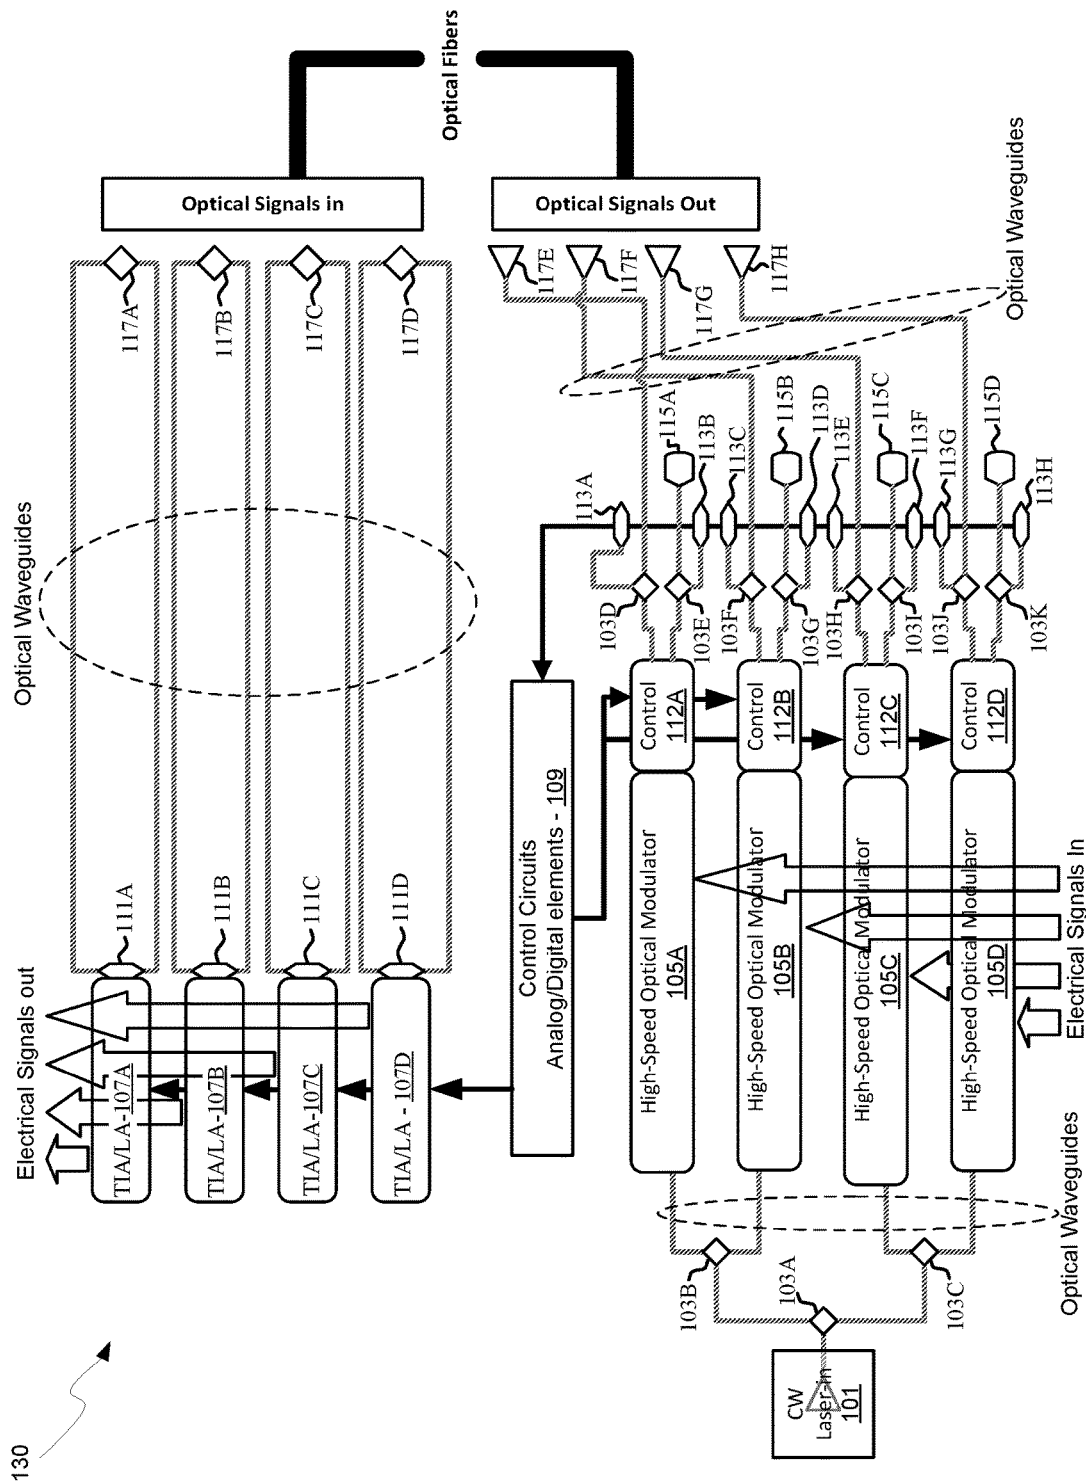 130
Electrical Signals out
Optical Waveguides
TIA/LA-107A
TIA/LA-107B
TIA/LA-107C
TIA/LA - 107D
111A
111B
111C
111D
117A
117B
117C
117D
Optical Signals in
Optical Fibers
Optical Signals Out
117E
117F
117G
117H
Optical Waveguides
Control Circuits
Analog/Digital elements - 109
CW
Laser-in
101
103A
103B
103C
Optical Waveguides
High-Speed Optical Modulator
105A
High-Speed Optical Modulator
105B
High-Speed Optical Modulator
105C
High-Speed Optical Modulator
105D
Electrical Signals In
Control
112A
Control
112B
Control
112C
Control
112D
103D
103E
103F
103G
103H
103I
103J
103K
113A
115A
113B
113C
115B
113D
113E
115C
113F
113G
115D
113H